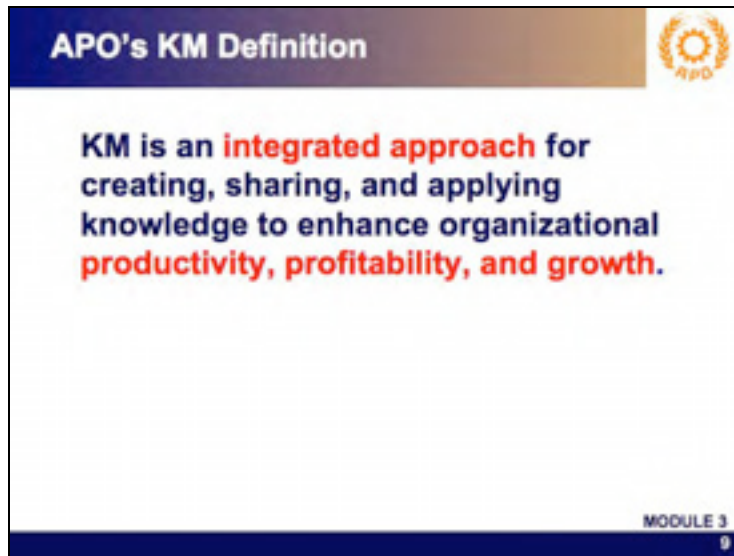 APO's KM Definition
APO
KM is an integrated approach for
creating, sharing, and applying
knowledge to enhance organizational
productivity, profitability, and growth.
MODULE 3
9